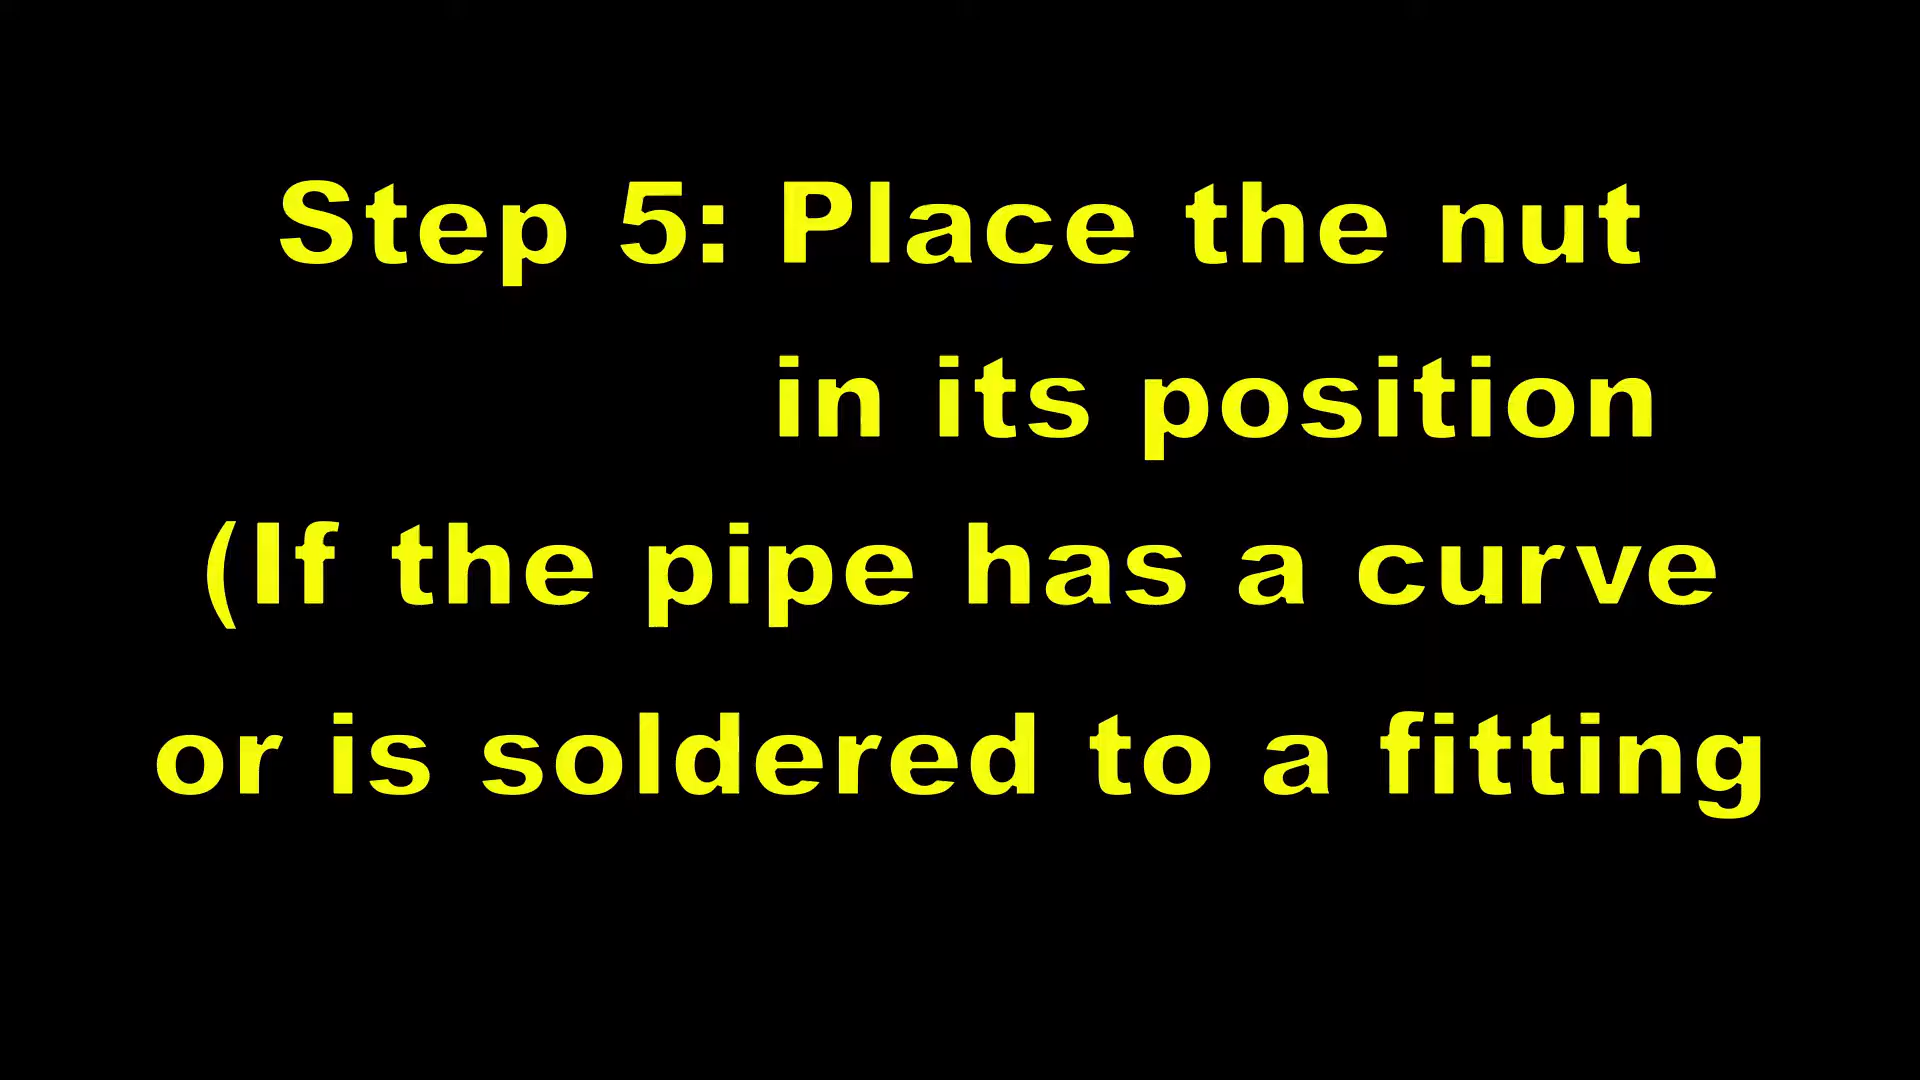 Step 5: Place the nut
in its position
(If the pipe has a curve
or is soldered to a fitting